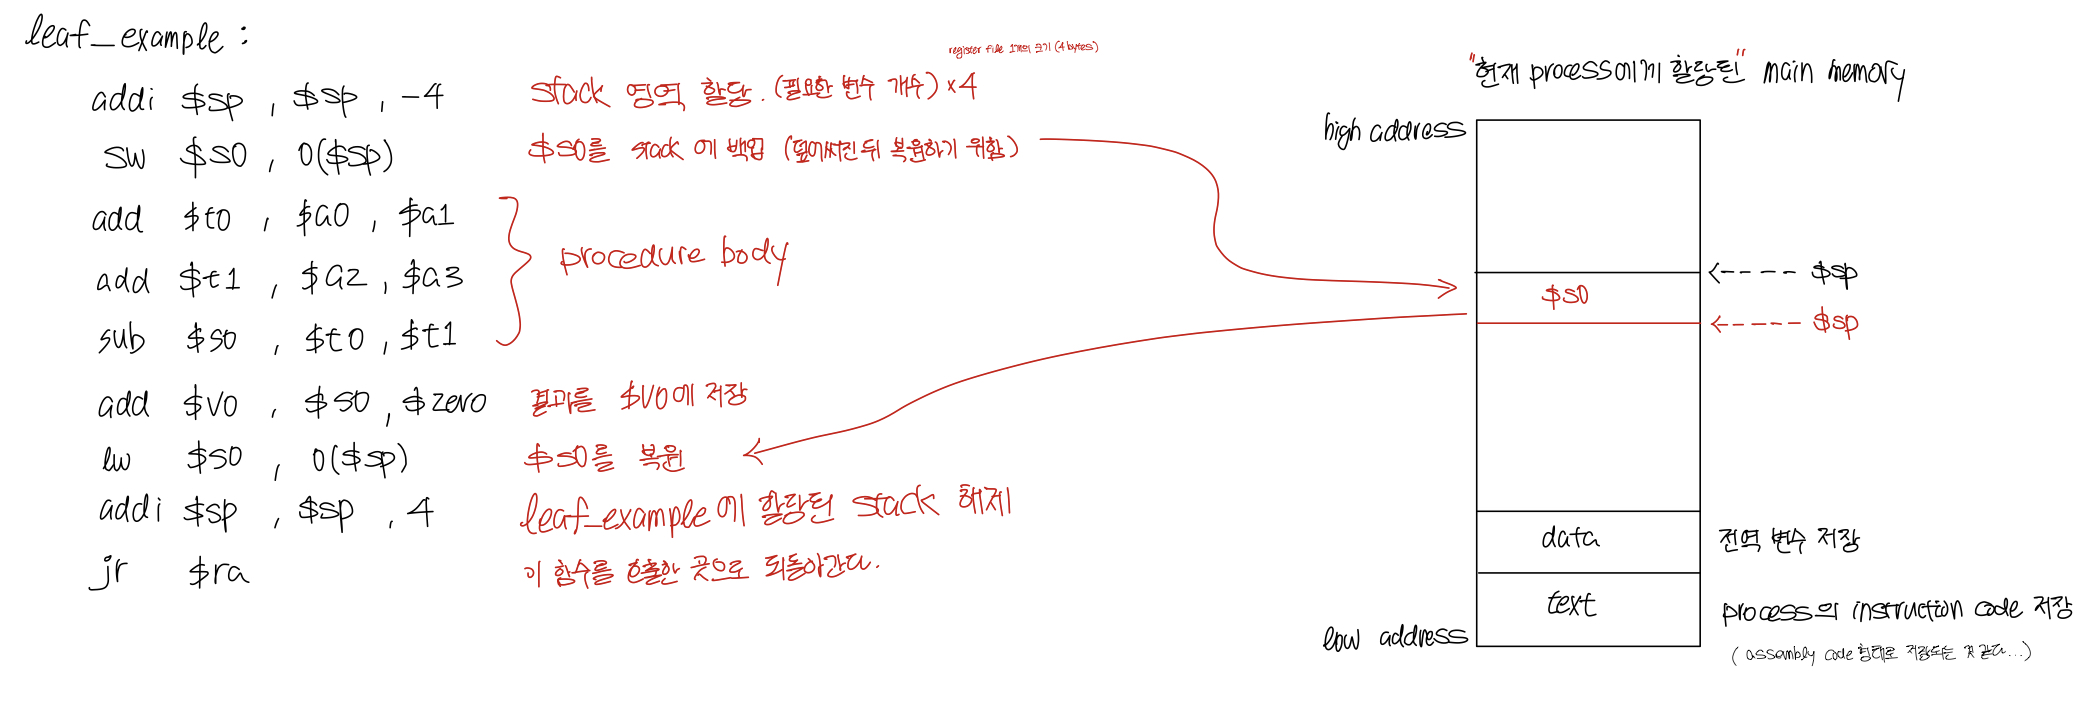 leaf_example :
register file 1개의 크기 (4 bytes)
addi $sp , $sp , -4 stack 영역 할당. (필요한 변수 개수) × 4
sw $s0 , 0($sp) $s0를 stack에 백업 (덮어써진 뒤 복원하기 위함)
add $t0 , $a0 , $a1
add $t1 , $a2 , $a3
procedure body
sub $s0 , $t0 , $t1
add $v0 , $s0 , $zero 결과를 $v0에 저장
lw $s0 , 0($sp) $s0를 복원
addi $sp , $sp , 4 leaf_example에 할당된 stack 해제
jr $ra 이 함수를 호출한 곳으로 되돌아간다.
"현재 process에게 할당된" main memory
high address
$sp
$s0
$sp
data 전역 변수 저장
text process의 instruction code 저장
low address
( assembly code 형태로 저장되는 것 같다...)